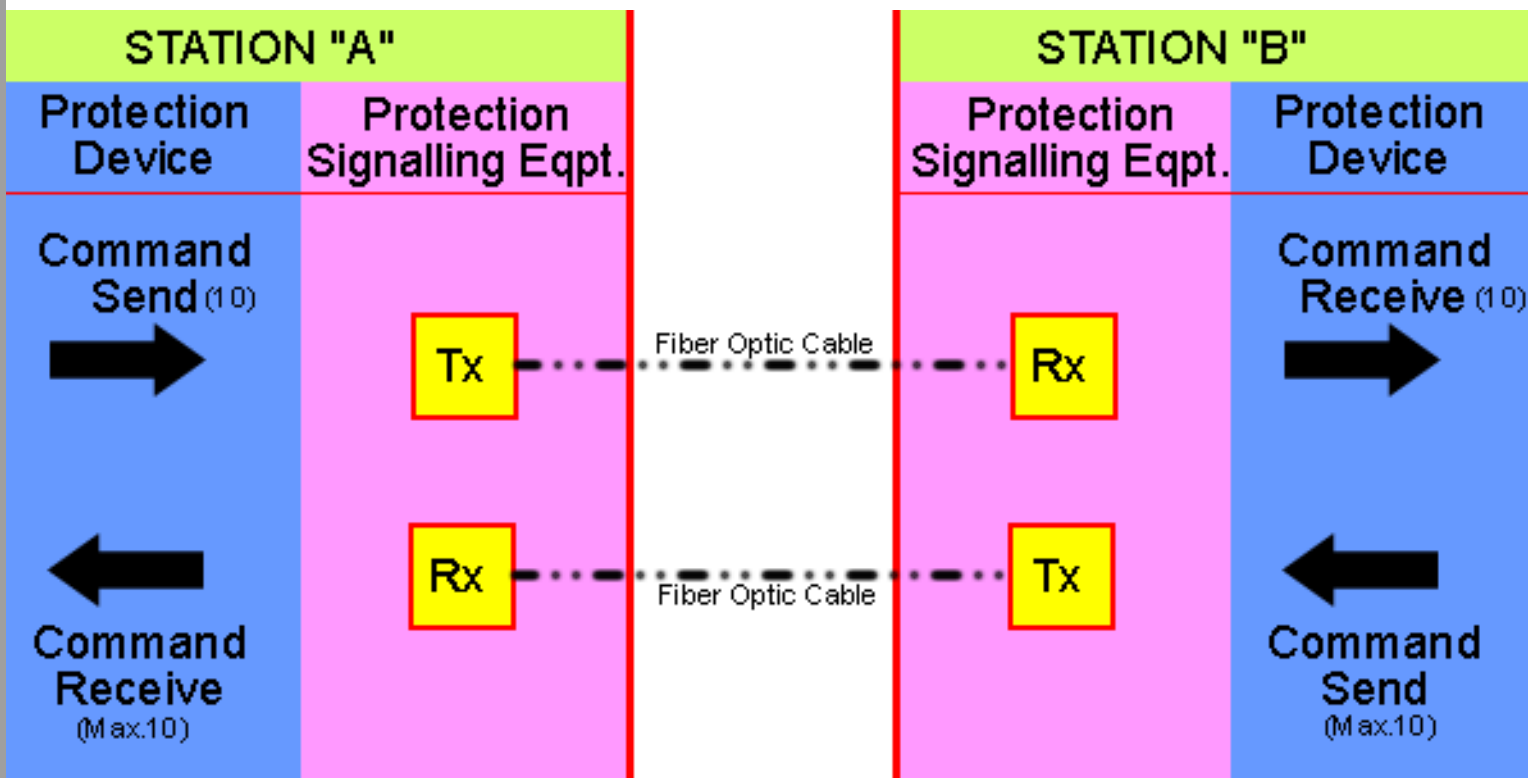 STATION "A"
Protection
Device
Protection
Signalling Eqpt.
Command
Send (10)
Tx
Rx
Command
Receive
(Max.10)
Fiber Optic Cable
Fiber Optic Cable
STATION "B"
Protection
Signalling Eqpt.
Protection
Device
Rx
Tx
Command
Receive (10)
Command
Send
(Max.10)